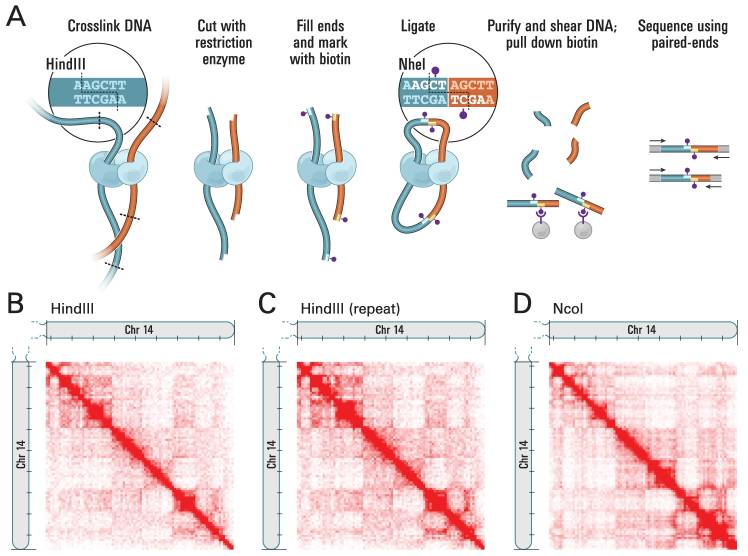 A
Crosslink DNA
HindIII
AAGCTT
TTCGAA
Cut with
restriction
enzyme
Fill ends
and mark
with biotin
Ligate
NheI
AAGCT AGCTT
TTCGA TCGAA
Purify and shear DNA;
pull down biotin
Sequence using
paired-ends
B
HindIII
Chr 14
Chr 14
C
HindIII (repeat)
Chr 14
Chr 14
D
NcoI
Chr 14
Chr 14